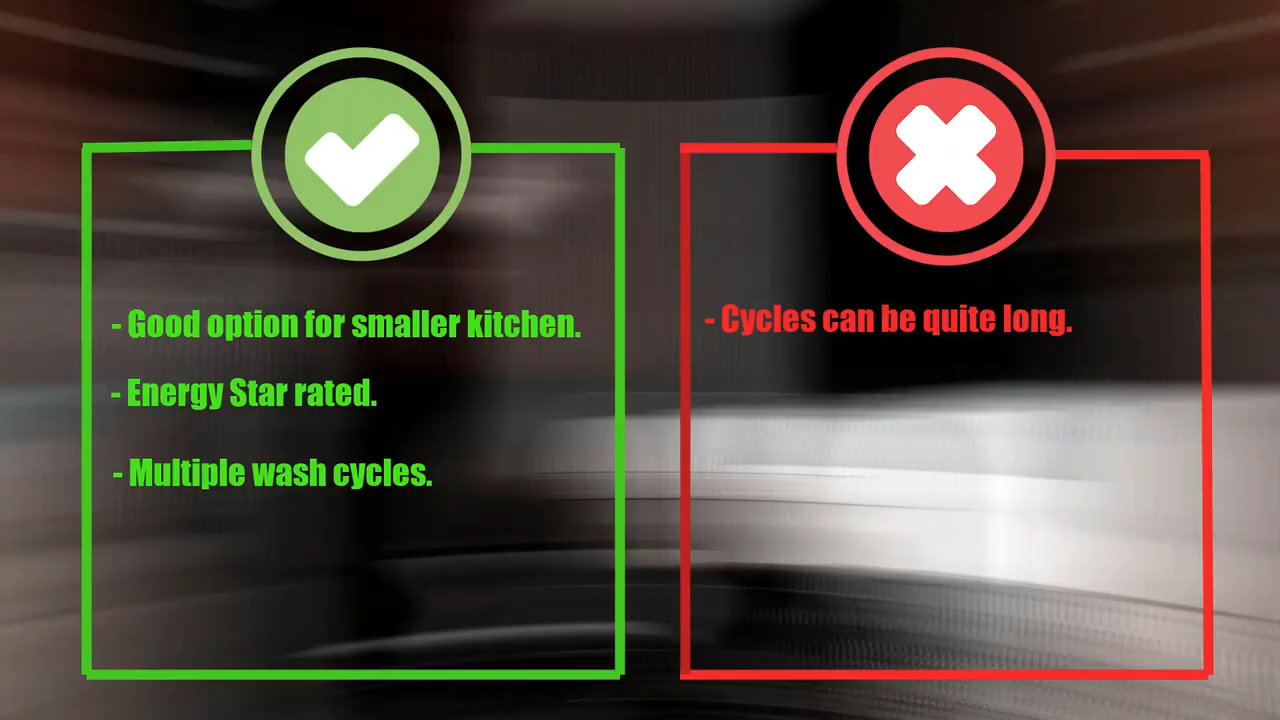 - Good option for smaller kitchen.
- Energy Star rated.
- Multiple wash cycles.
- Cycles can be quite long.